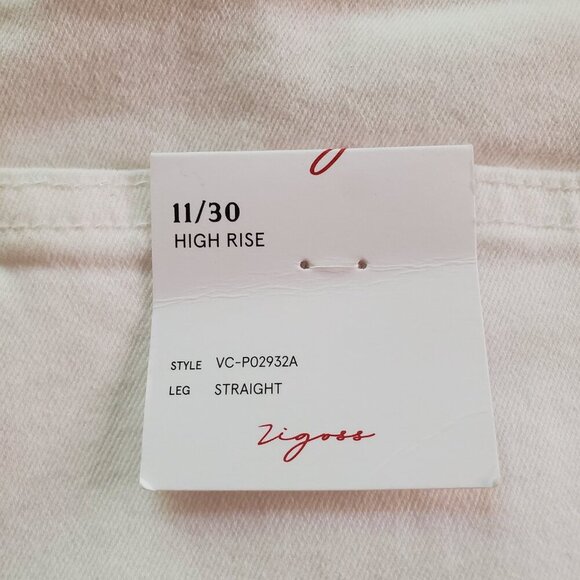 11/30
HIGH RISE
STYLE VC-P02932A
LEG STRAIGHT
Zigoss